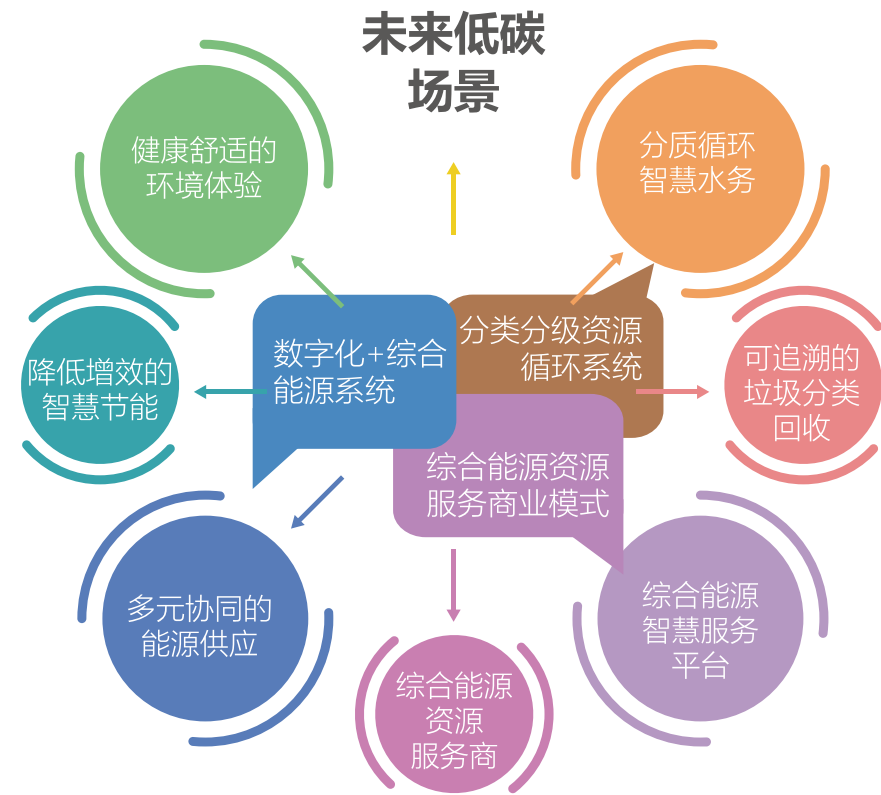 未来低碳
场景
健康舒适的
环境体验
分质循环
智慧水务
数字化+综合
能源系统
分类分级资源
循环系统
降低增效的
智慧节能
可追溯的
垃圾分类
回收
综合能源资源
服务商业模式
多元协同的
能源供应
综合能源
智慧服务
平台
综合能源
资源
服务商